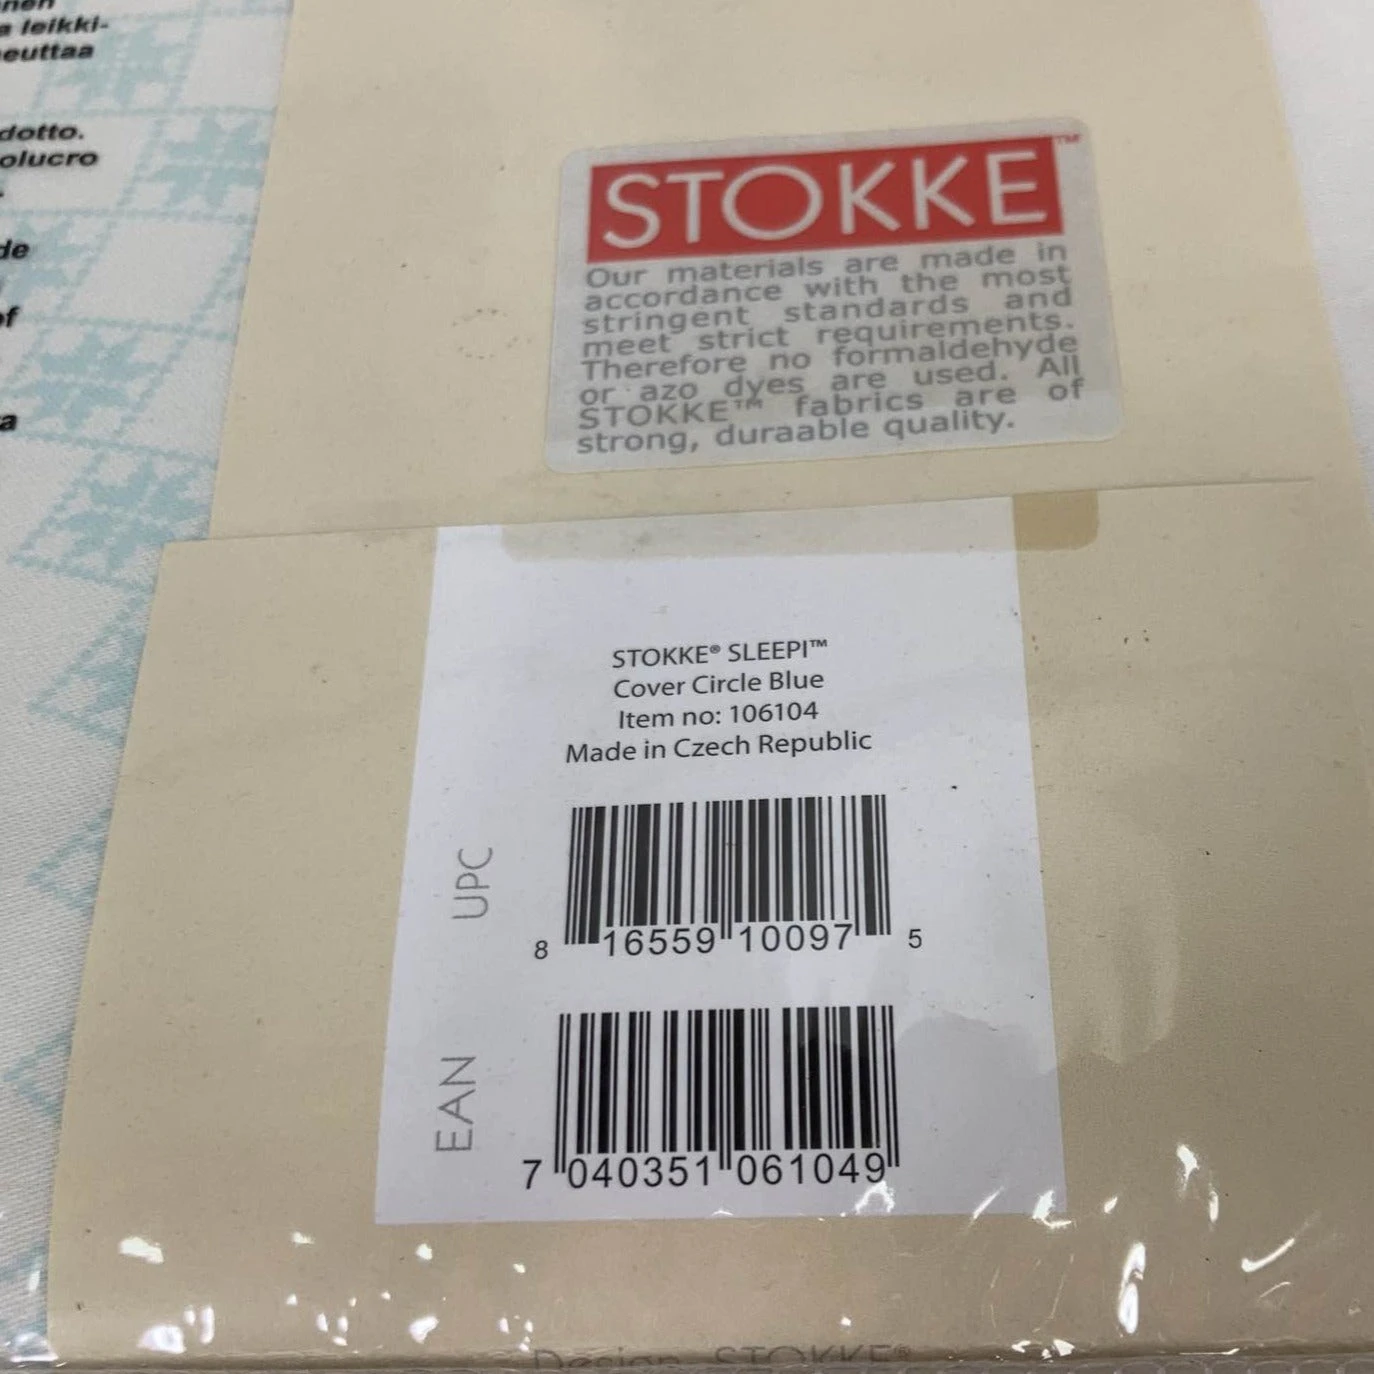 leikki-
euttaa
dotto.
olucro
de
of
a
STOKKE™
Our materials are made in
accordance with the most
stringent standards and
meet strict requirements.
Therefore no formaldehyde
or azo dyes are used. All
STOKKE™ fabrics are of
strong, duraable quality.
STOKKE® SLEEPI™
Cover Circle Blue
Item no: 106104
Made in Czech Republic
UPC
8 16559 10097 5
EAN
7 040351 061049
Design STOKKE®